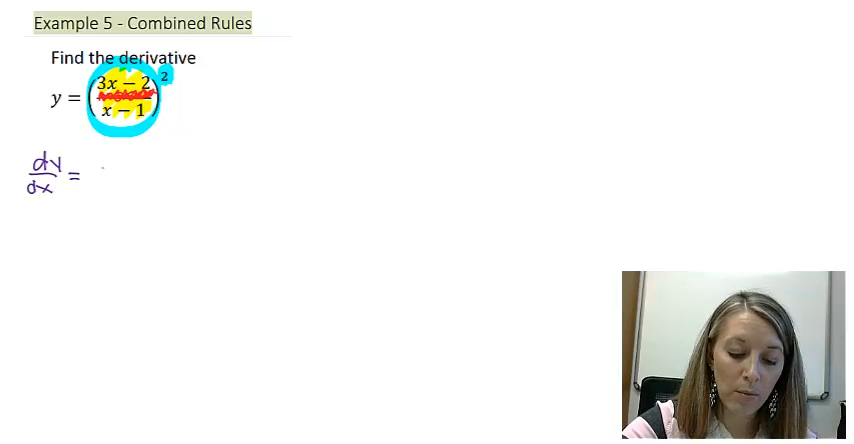 Example 5 - Combined Rules
Find the derivative
y = ((3x − 2)/(x − 1))²
dy/dx =